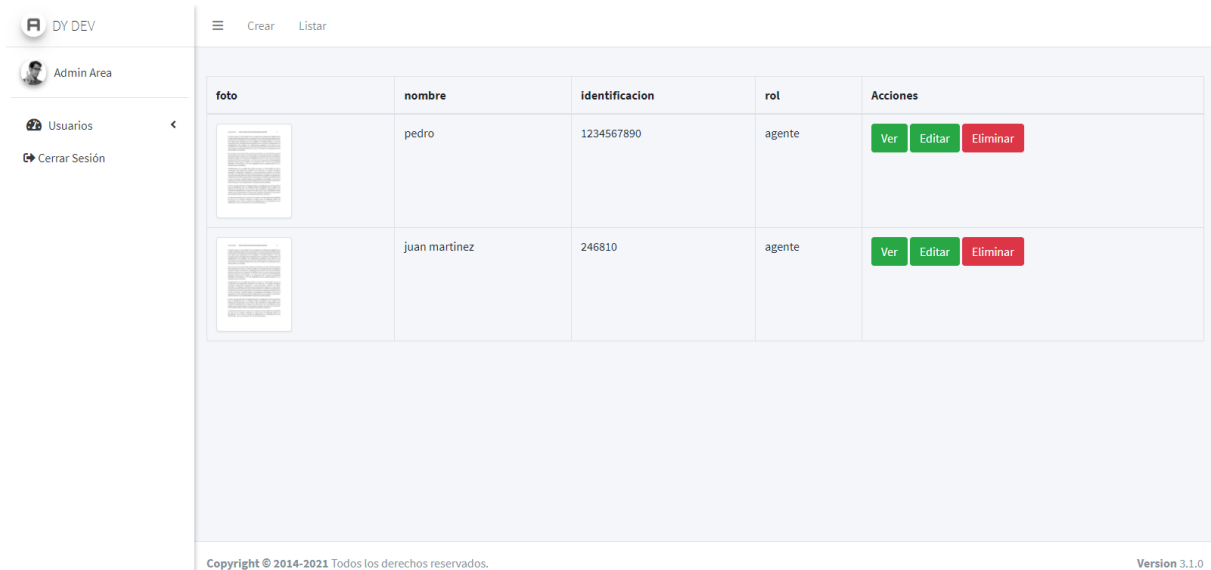 DY DEV
Crear Listar
Admin Area
Usuarios
Cerrar Sesión
foto nombre identificacion rol Acciones
pedro 1234567890 agente Ver Editar Eliminar
juan martinez 246810 agente Ver Editar Eliminar
Copyright © 2014-2021 Todos los derechos reservados. Version 3.1.0